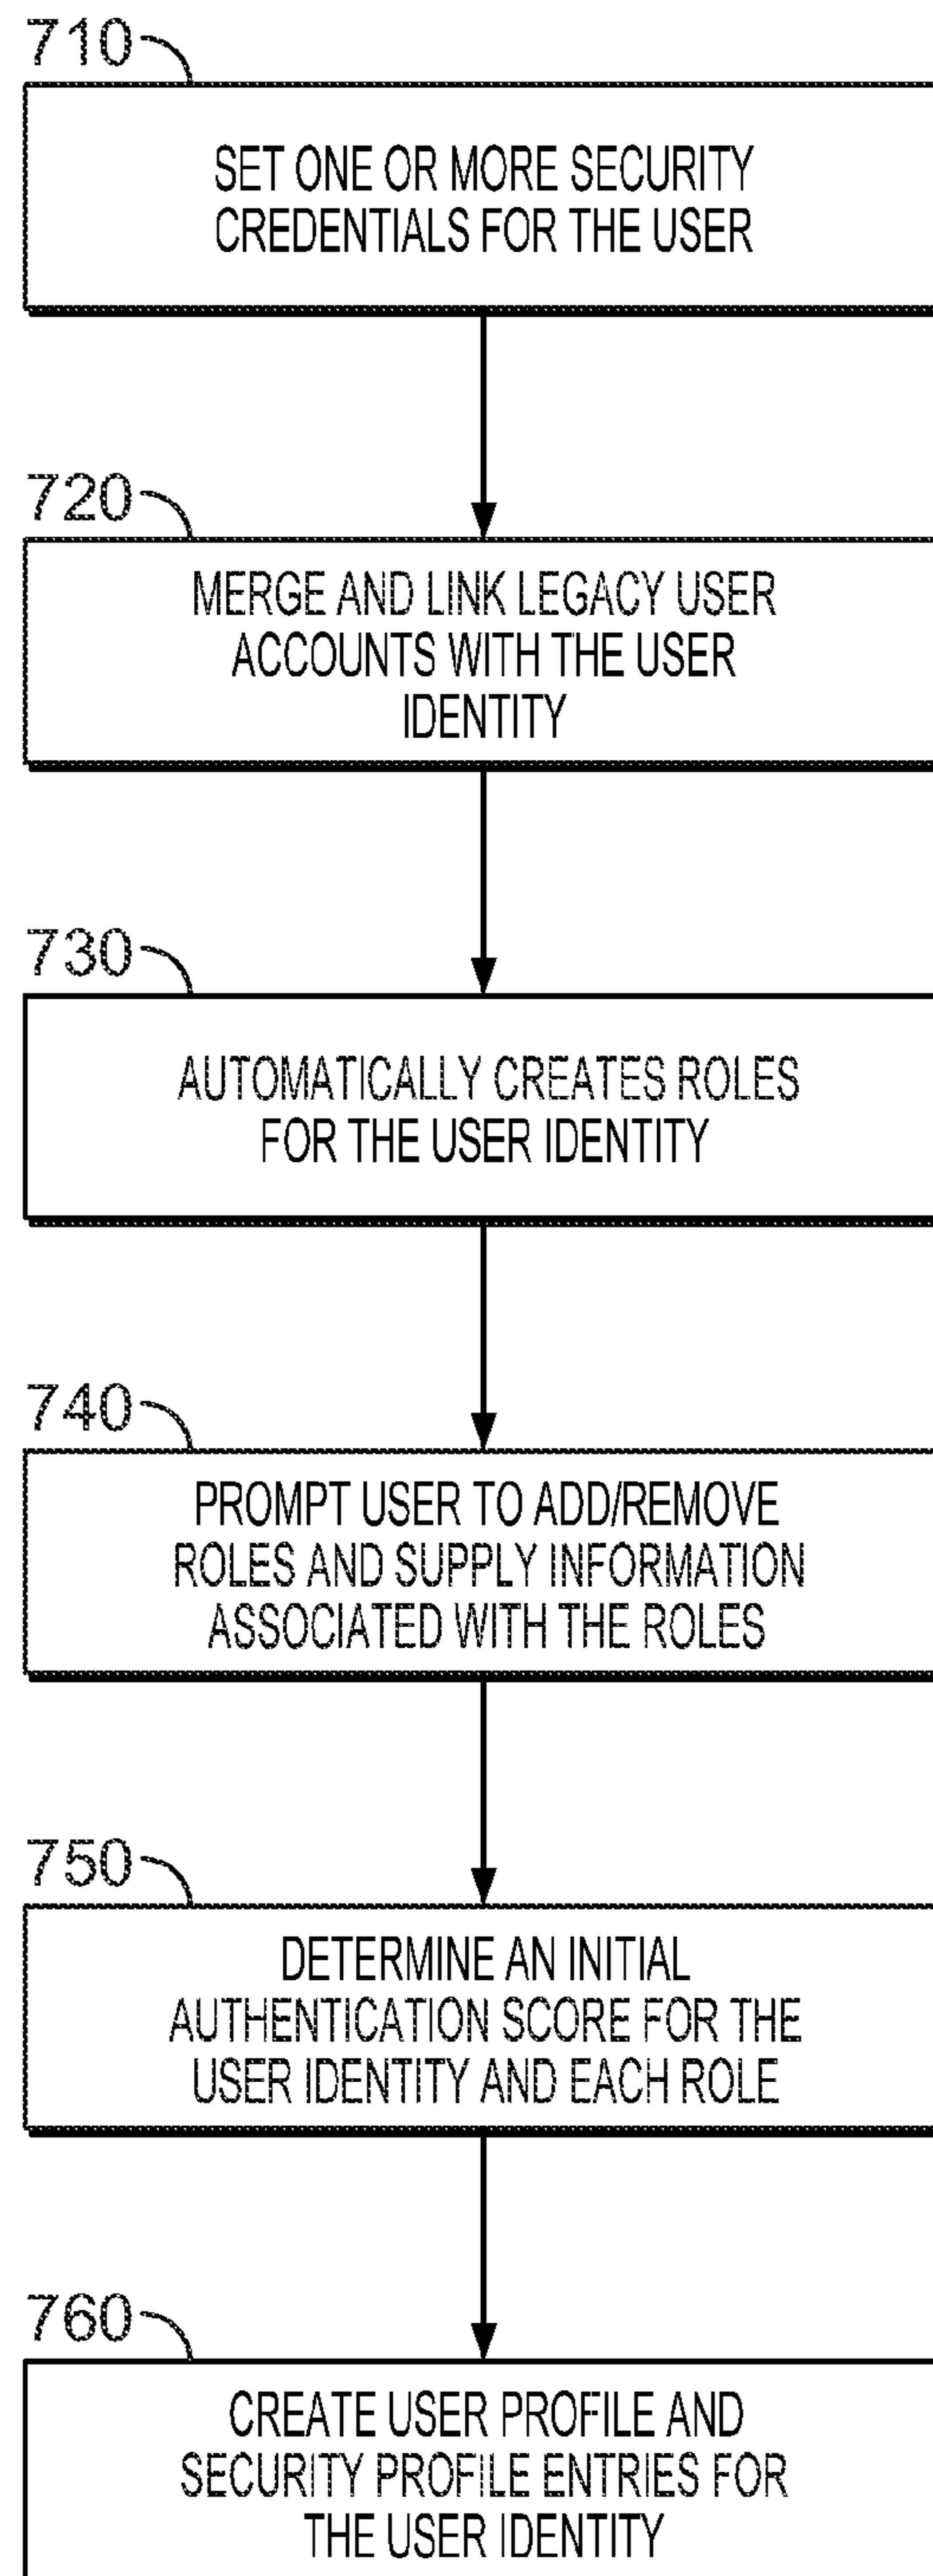 710
SET ONE OR MORE SECURITY
CREDENTIALS FOR THE USER
720
MERGE AND LINK LEGACY USER
ACCOUNTS WITH THE USER
IDENTITY
730
AUTOMATICALLY CREATES ROLES
FOR THE USER IDENTITY
740
PROMPT USER TO ADD/REMOVE
ROLES AND SUPPLY INFORMATION
ASSOCIATED WITH THE ROLES
750
DETERMINE AN INITIAL
AUTHENTICATION SCORE FOR THE
USER IDENTITY AND EACH ROLE
760
CREATE USER PROFILE AND
SECURITY PROFILE ENTRIES FOR
THE USER IDENTITY